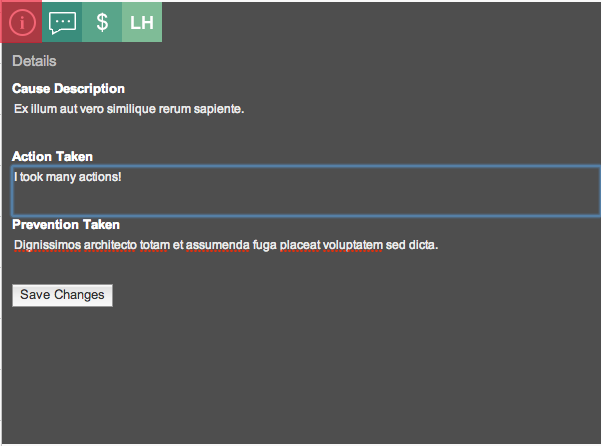 i $ LH
Details
Cause Description
Ex illum aut vero similique rerum sapiente.
Action Taken
I took many actions!
Prevention Taken
Dignissimos architecto totam et assumenda fuga placeat voluptatem sed dicta.
Save Changes